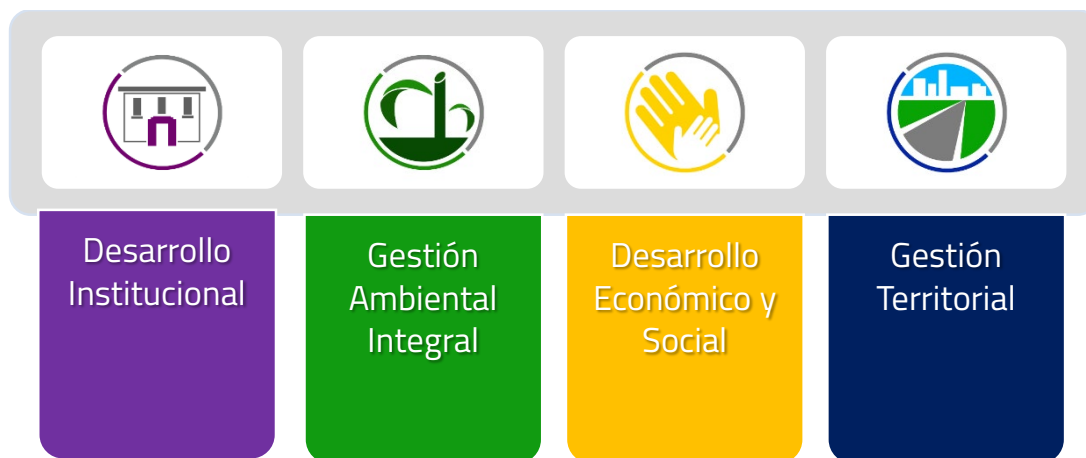 Desarrollo
Institucional
Gestión
Ambiental
Integral
Desarrollo
Económico y
Social
Gestión
Territorial